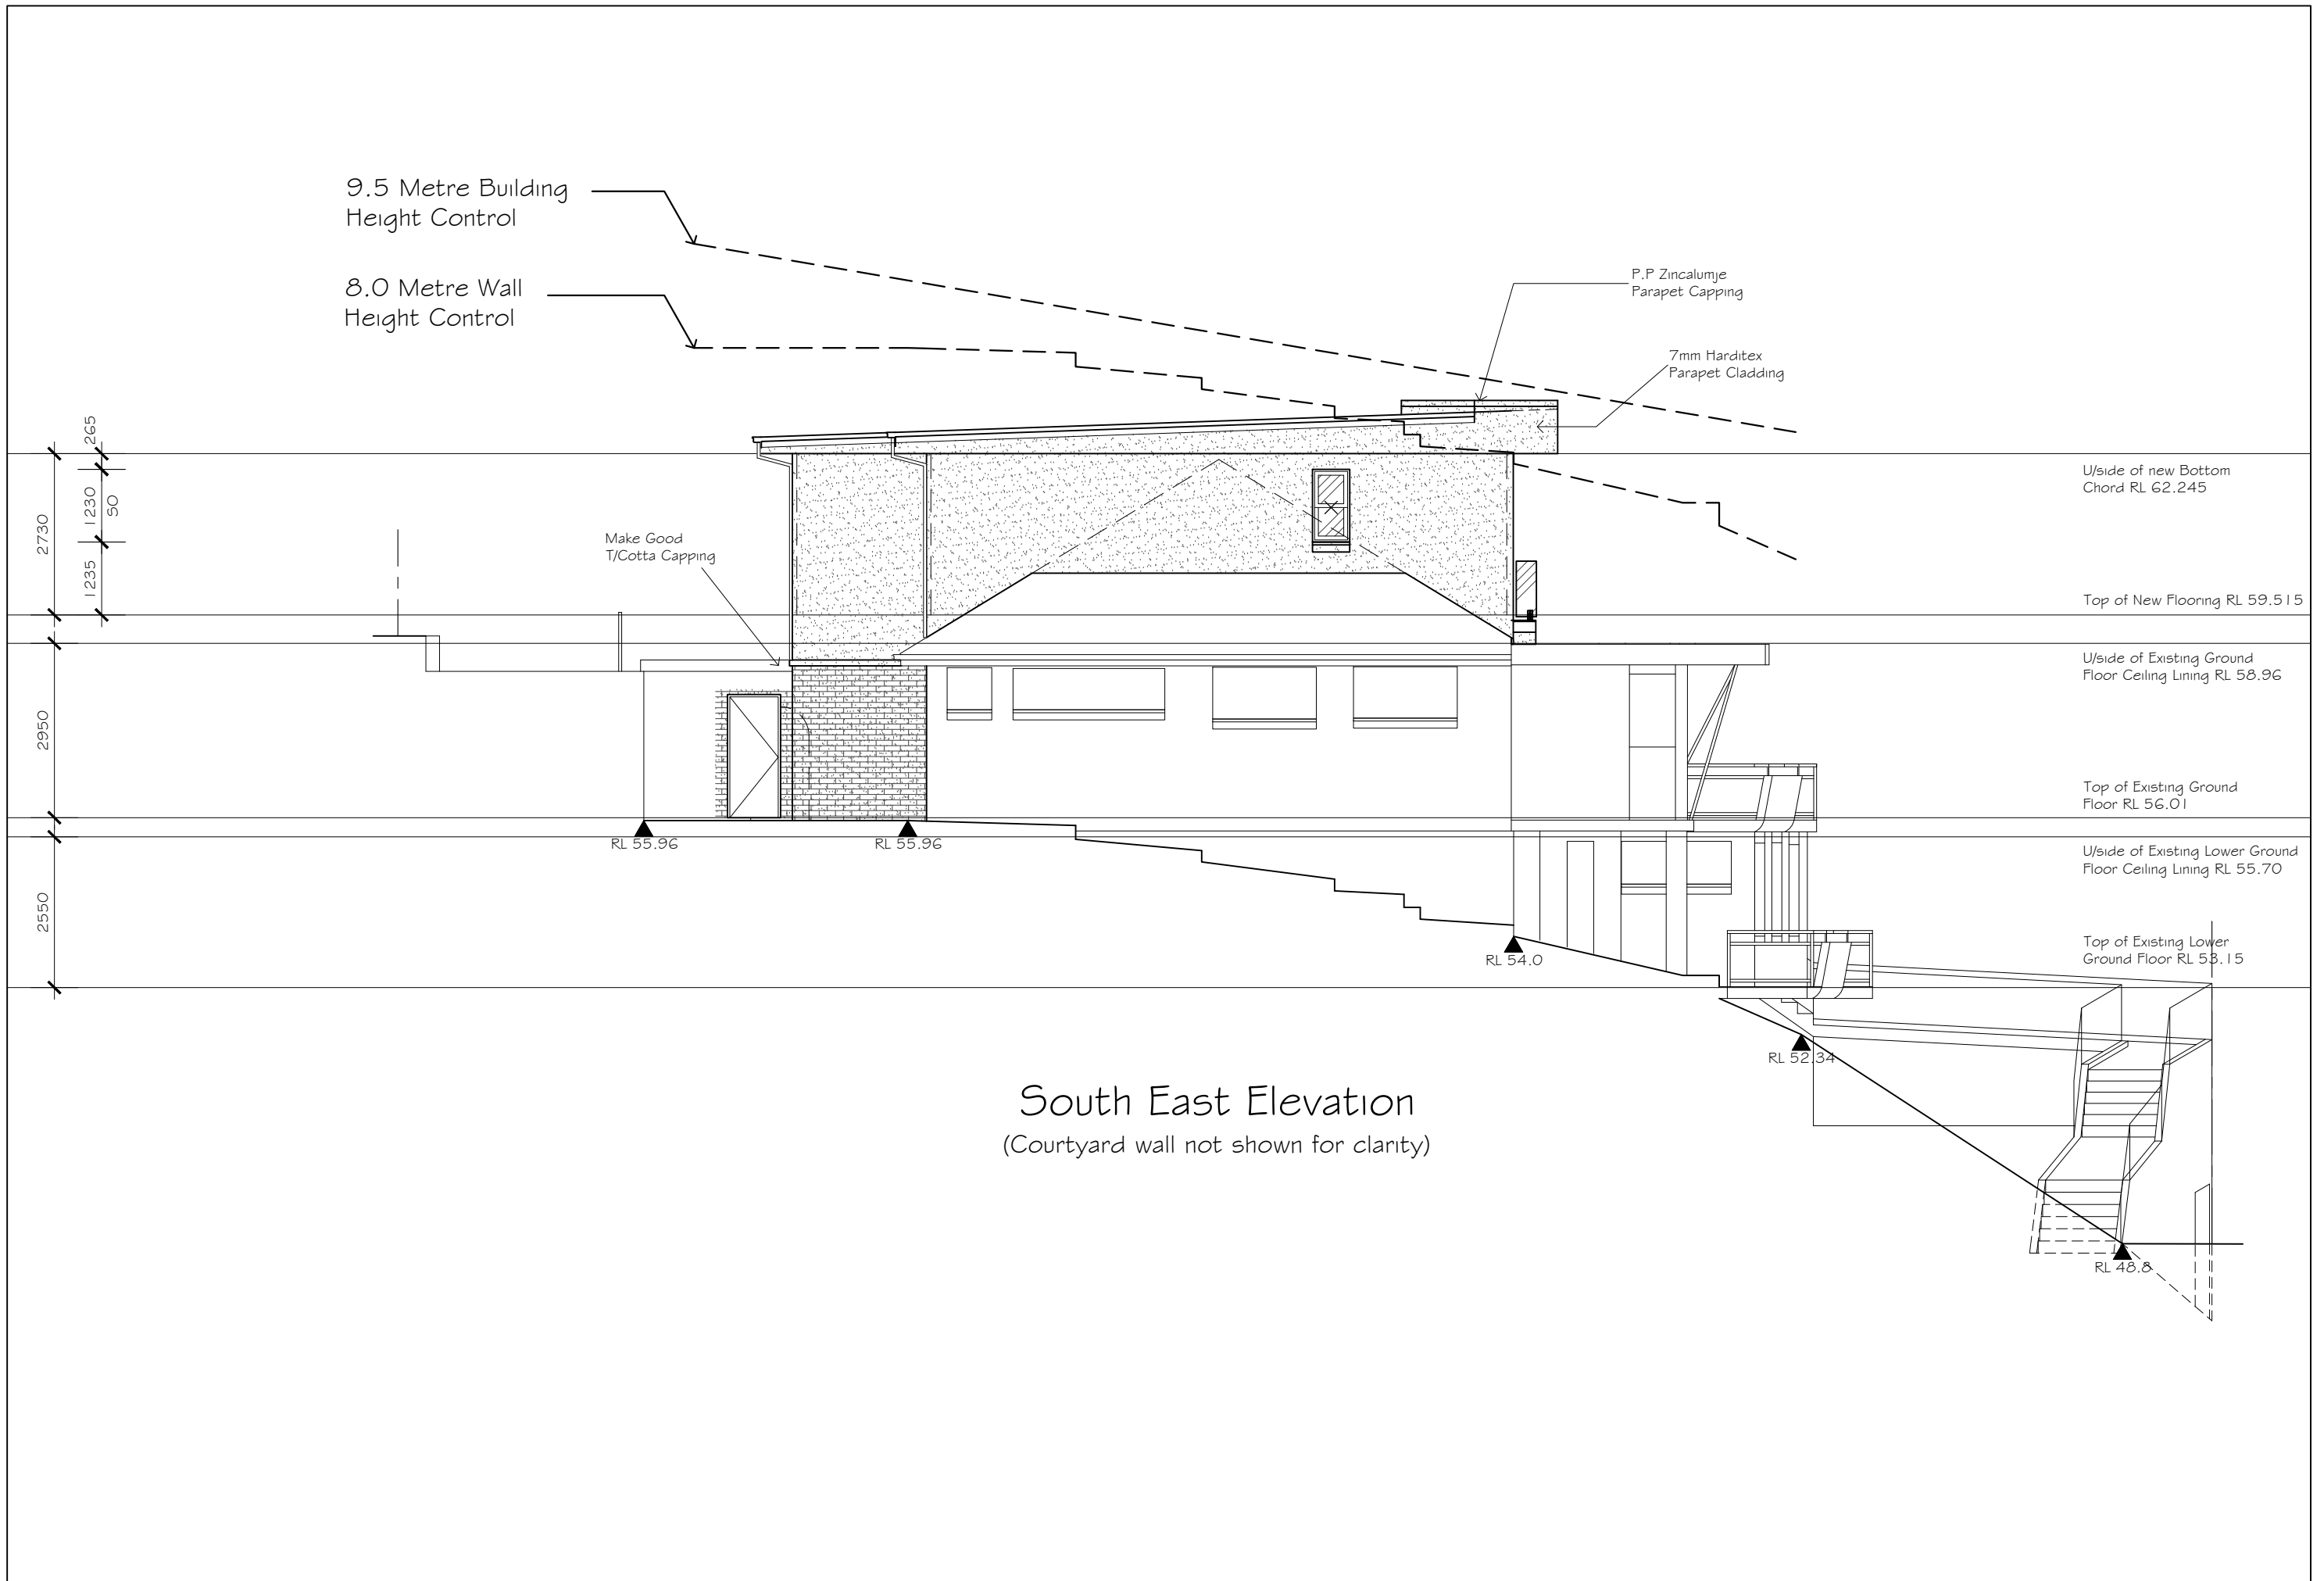 9.5 Metre Building
Height Control
8.0 Metre Wall
Height Control
P.P Zincalumje
Parapet Capping
7mm Harditex
Parapet Cladding
265
1230
50
1235
2730
2950
2550
Make Good
T/Cotta Capping
U/side of new Bottom
Chord RL 62.245
Top of New Flooring RL 59.515
U/side of Existing Ground
Floor Ceiling Lining RL 58.96
Top of Existing Ground
Floor RL 56.01
U/side of Existing Lower Ground
Floor Ceiling Lining RL 55.70
Top of Existing Lower
Ground Floor RL 53.15
RL 55.96
RL 55.96
RL 54.0
RL 52.34
RL 48.8
South East Elevation
(Courtyard wall not shown for clarity)